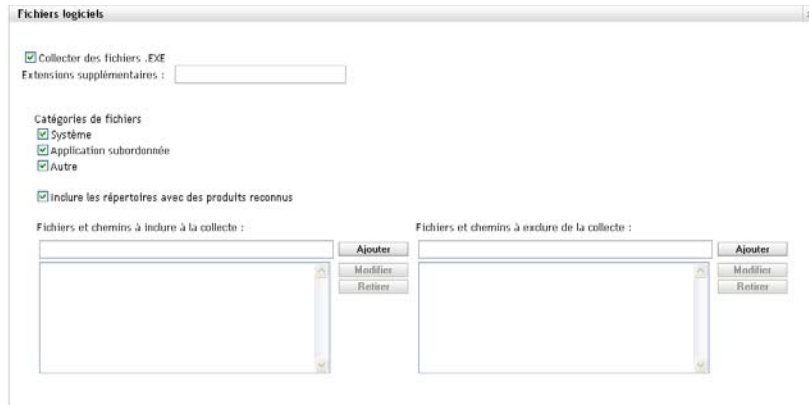 Fichiers logiciels
Collecter des fichiers .EXE
Extensions supplémentaires :
Catégories de fichiers
Système
Application subordonnée
Autre
Inclure les répertoires avec des produits reconnus
Fichiers et chemins à inclure à la collecte :
Fichiers et chemins à exclure de la collecte :
Ajouter
Ajouter
Modifier
Modifier
Retirer
Retirer